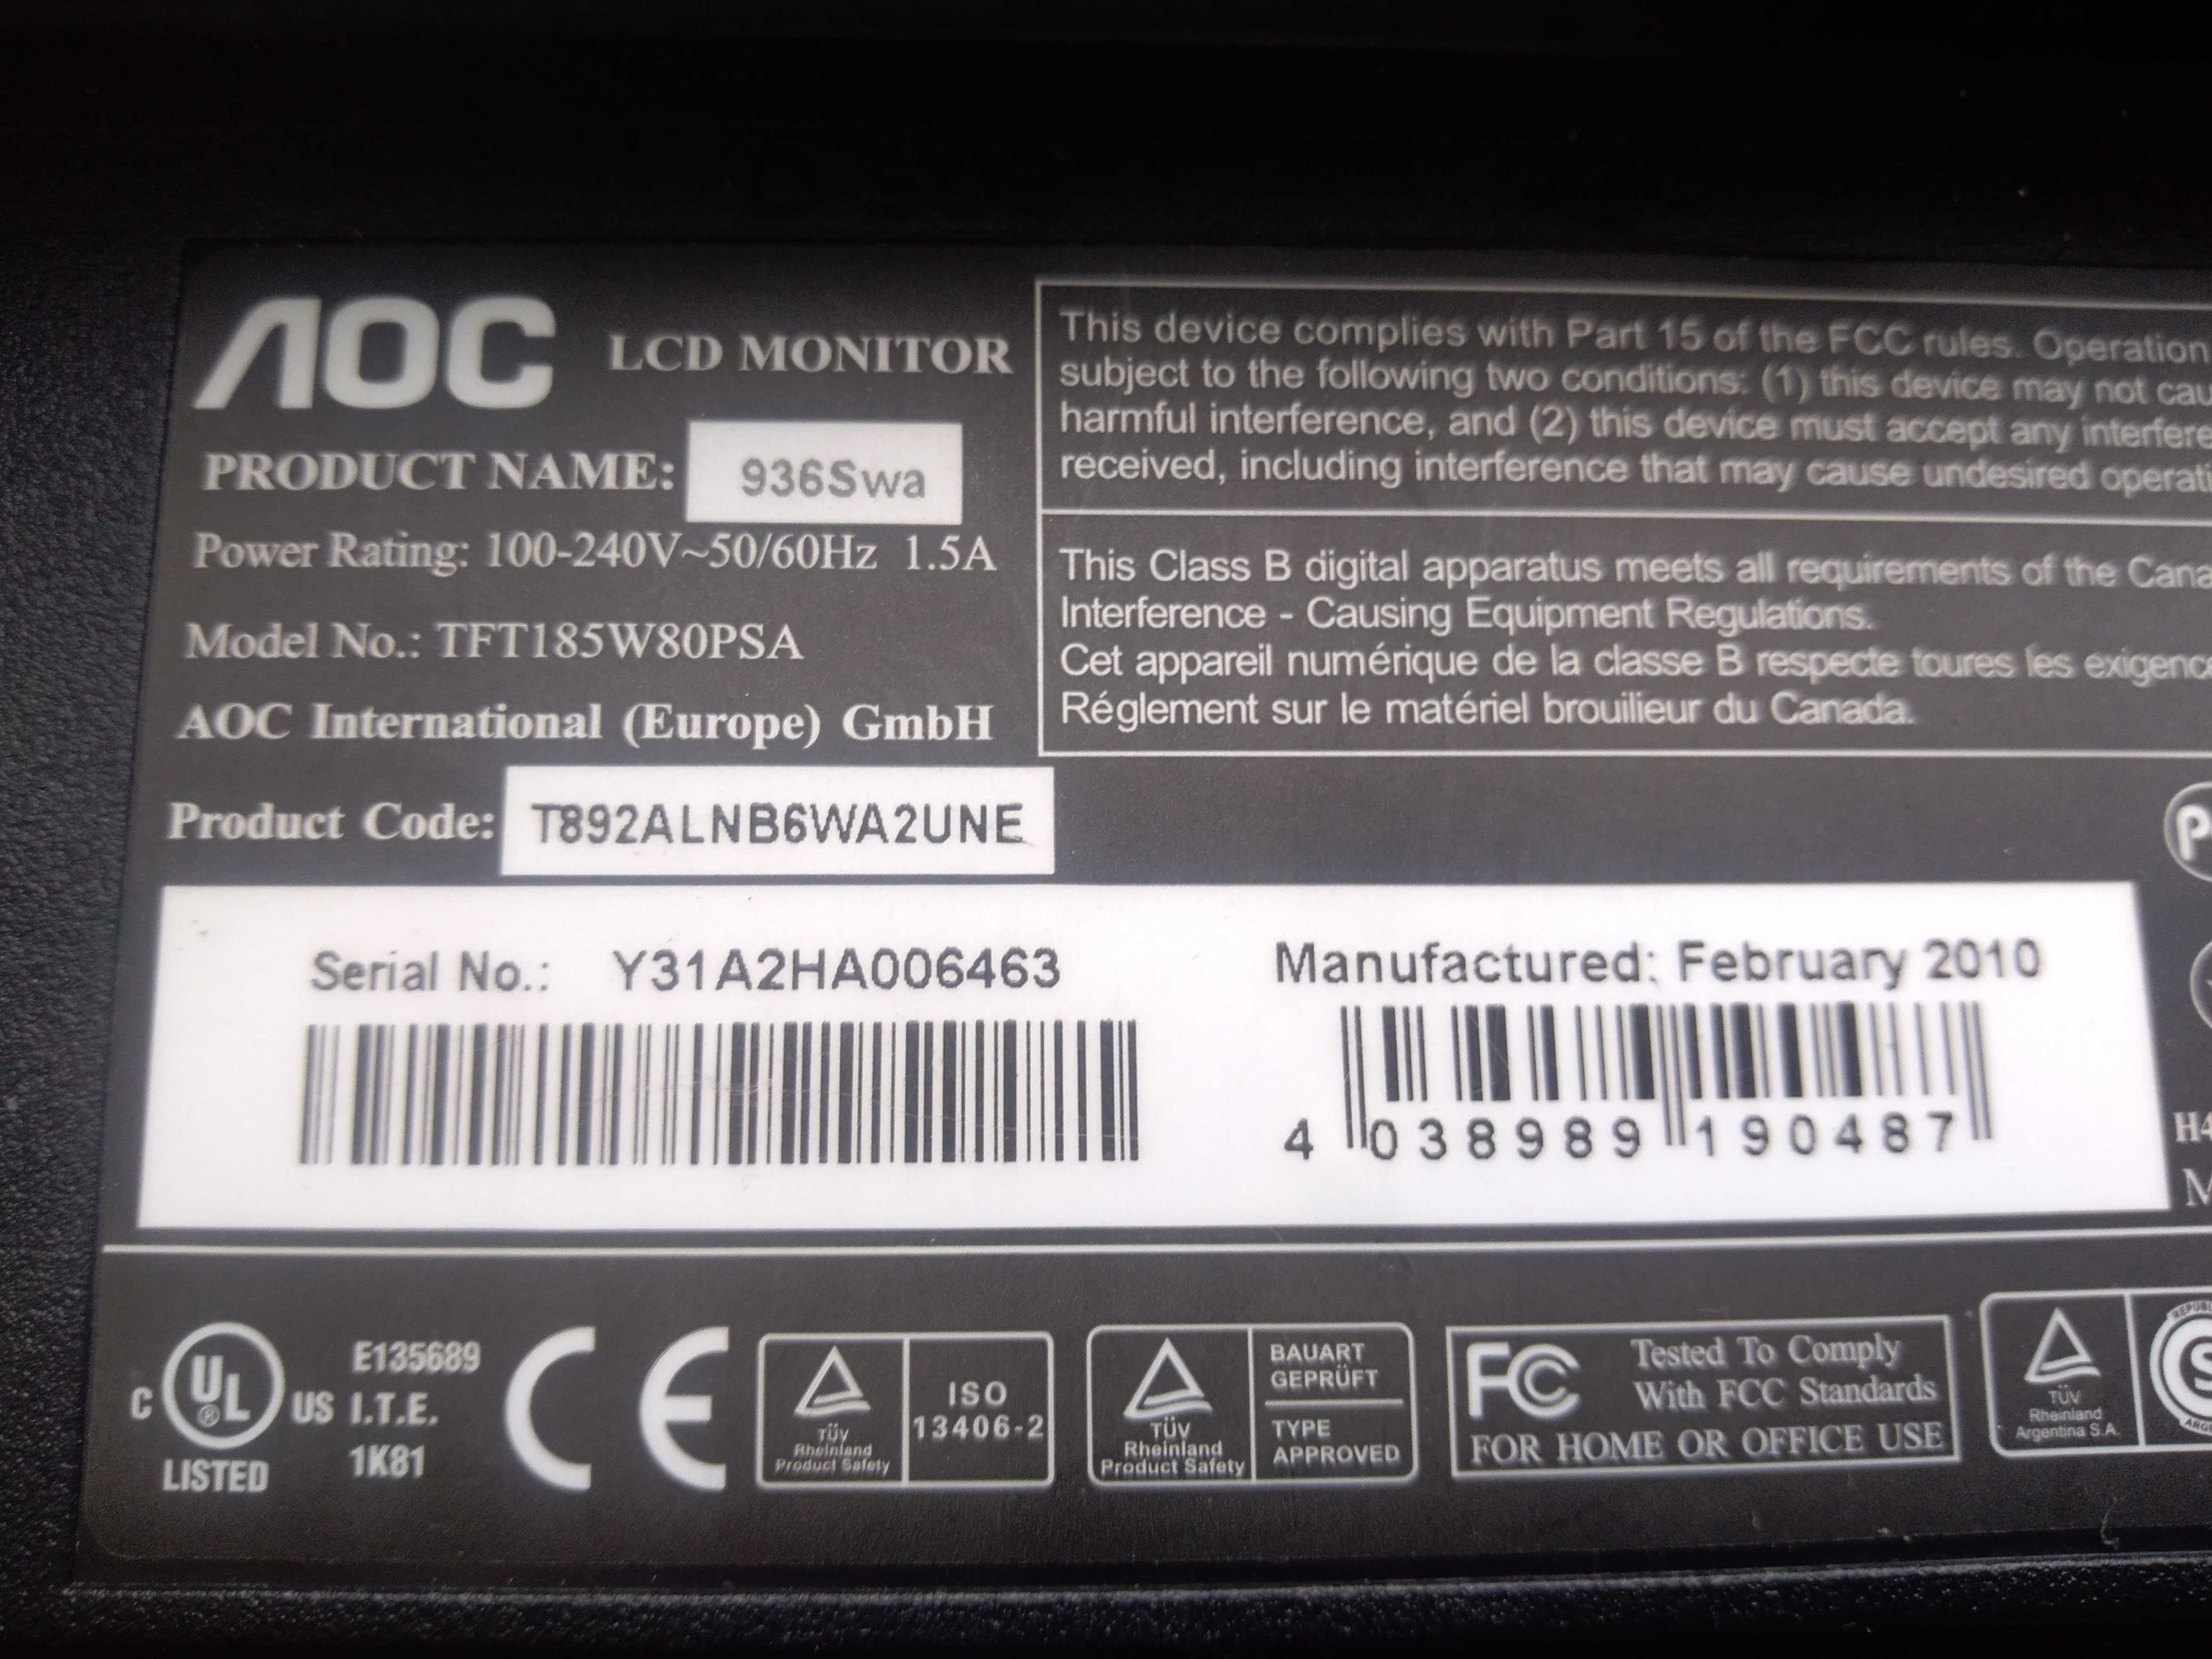 AOC LCD MONITOR
PRODUCT NAME: 936Swa
Power Rating: 100-240V~50/60Hz 1.5A
Model No.: TFT185W80PSA
AOC International (Europe) GmbH
Product Code: T892ALNB6WA2UNE
This device complies with Part 15 of the FCC rules. Operation
subject to the following two conditions: (1) this device may not cau
harmful interference, and (2) this device must accept any interfere
received, including interference that may cause undesired operati
This Class B digital apparatus meets all requirements of the Cana
Interference - Causing Equipment Regulations.
Cet appareil numérique de la classe B respecte toures les exigenc
Réglement sur le matériel brouilieur du Canada.
Serial No.: Y31A2HA006463
Manufactured: February 2010
4 038989 190487
H4
C UL ® US
LISTED
E135689
I.T.E.
1K81
CE
TÜV
Rheinland
Product Safety
ISO
13406-2
TÜV
Rheinland
Product Safety
BAUART
GEPRÜFT
TYPE
APPROVED
FC Tested To Comply
With FCC Standards
FOR HOME OR OFFICE USE
TÜV
Rheinland
Argentina S.A.
S